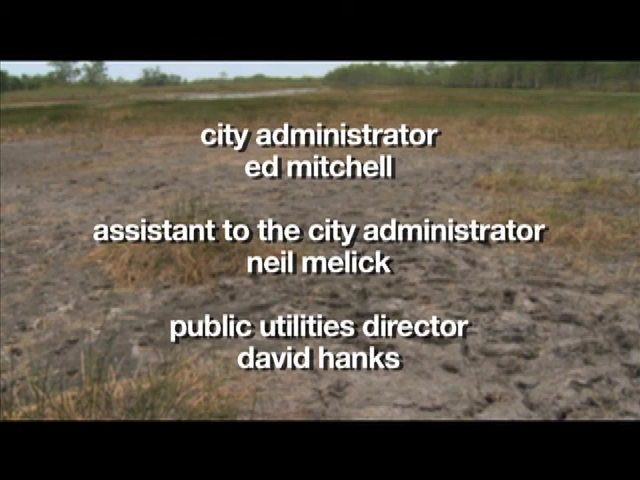 city administrator
ed mitchell
assistant to the city administrator
neil melick
public utilities director
david hanks